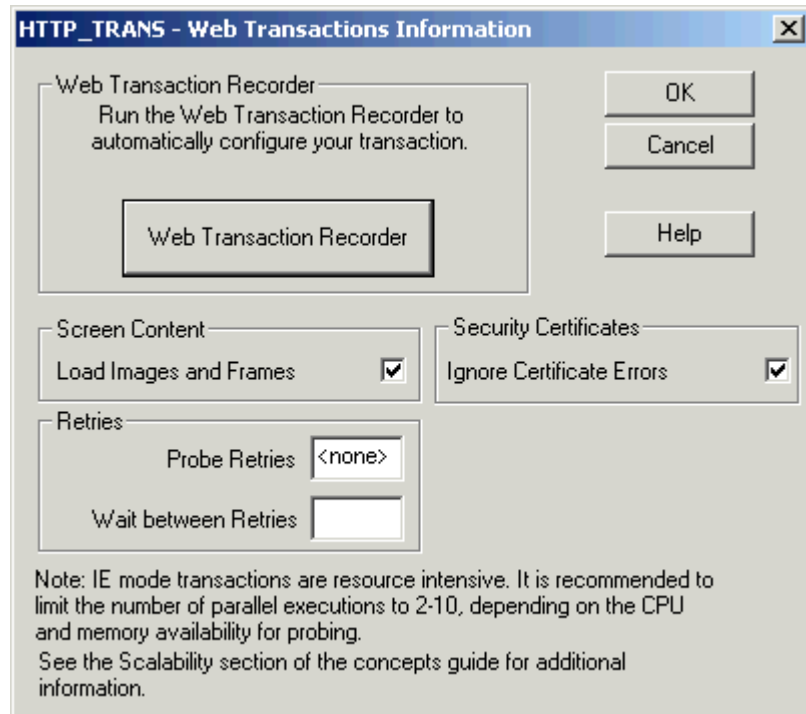 HTTP_TRANS - Web Transactions Information
Web Transaction Recorder
Run the Web Transaction Recorder to
automatically configure your transaction.
Web Transaction Recorder
OK
Cancel
Help
Screen Content
Load Images and Frames
Security Certificates
Ignore Certificate Errors
Retries
Probe Retries <none>
Wait between Retries
Note: IE mode transactions are resource intensive. It is recommended to
limit the number of parallel executions to 2-10, depending on the CPU
and memory availability for probing.
See the Scalability section of the concepts guide for additional
information.